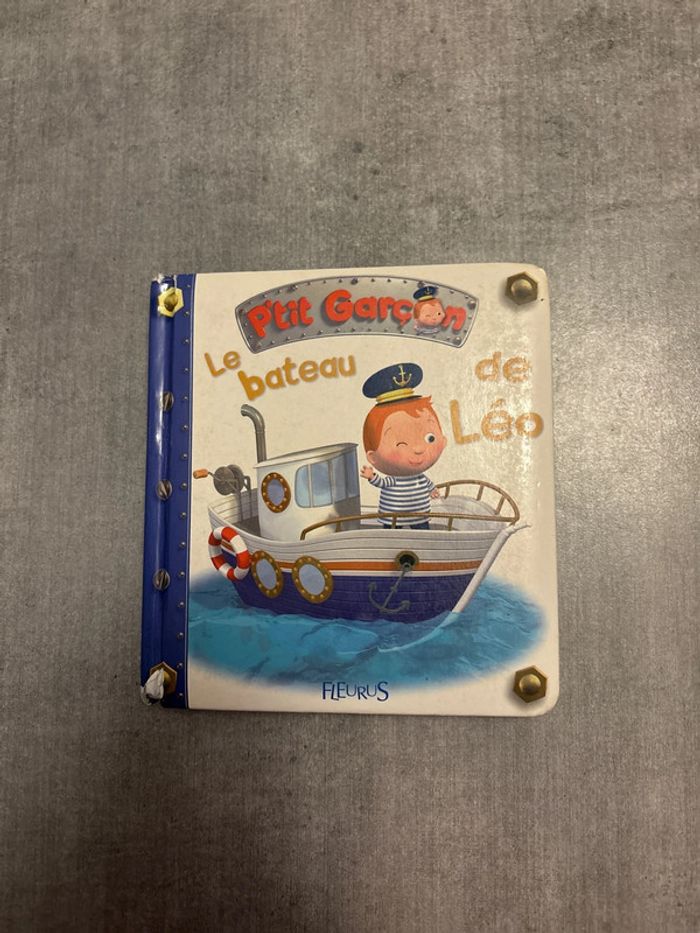 P'tit Garçon
Le bateau
de Léo
FLEURUS